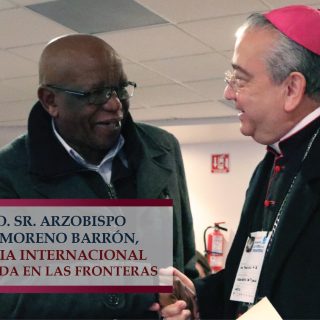 O. SR. ARZOBISPO
MORENO BARRÓN,
IA INTERNACIONAL
DA EN LAS FRONTERAS